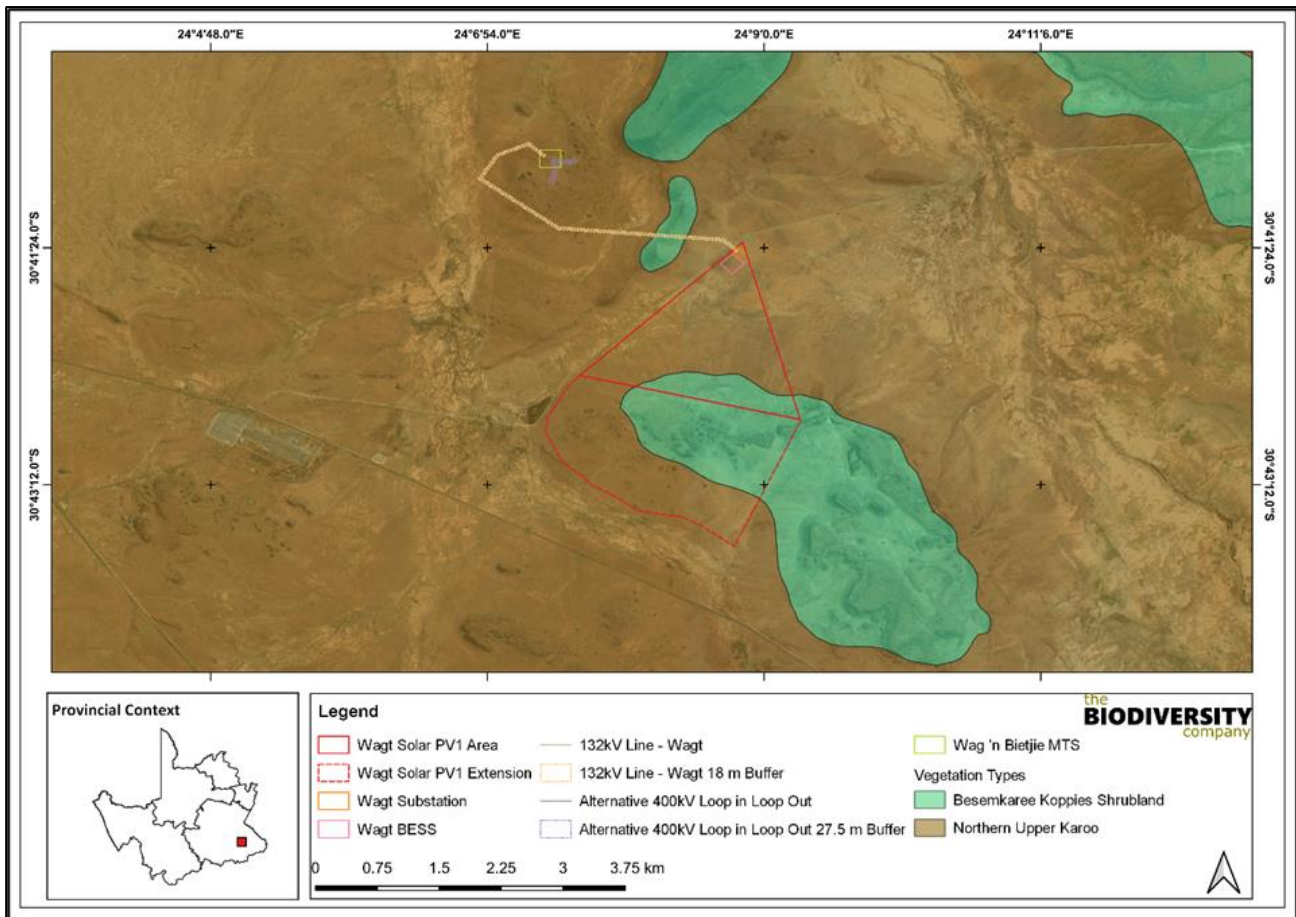 24°4'48.0"E 24°6'54.0"E 24°9'0.0"E 24°11'6.0"E
30°41'24.0"S 30°41'24.0"S
30°43'12.0"S 30°43'12.0"S
Provincial Context
Legend
the
BIODIVERSITY
company
Wagt Solar PV1 Area
Wagt Solar PV1 Extension
Wagt Substation
Wagt BESS
132kV Line - Wagt
132kV Line - Wagt 18 m Buffer
Alternative 400kV Loop in Loop Out
Alternative 400kV Loop in Loop Out 27.5 m Buffer
Wag 'n Bietjie MTS
Vegetation Types
Besemkaree Koppies Shrubland
Northern Upper Karoo
0 0.75 1.5 2.25 3 3.75 km